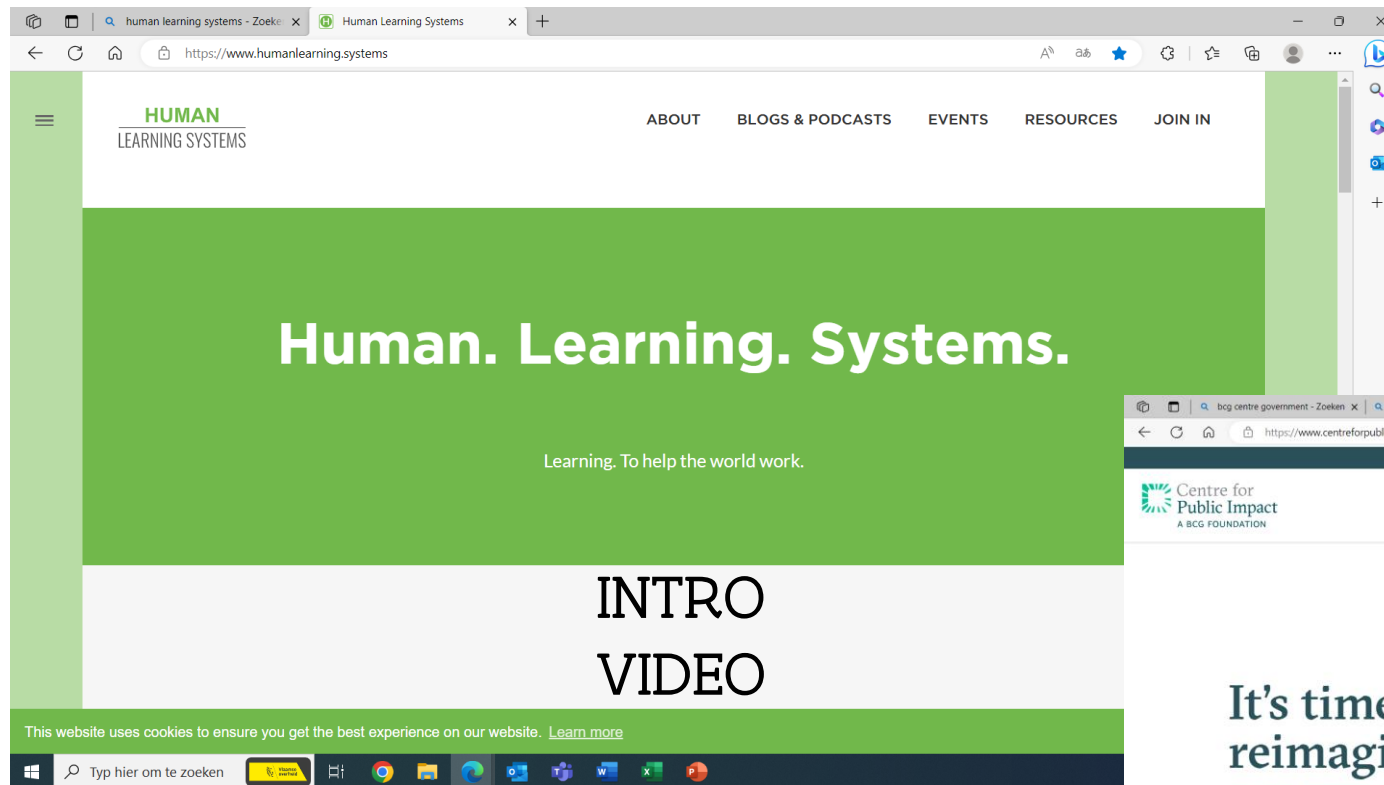 human learning systems - Zoeke
Human Learning Systems
https://www.humanlearning.systems
HUMAN
LEARNING SYSTEMS
ABOUT BLOGS & PODCASTS EVENTS RESOURCES JOIN IN
Human. Learning. Systems.
Learning. To help the world work.
INTRO
VIDEO
This website uses cookies to ensure you get the best experience on our website. Learn more
Typ hier om te zoeken
Vlaamse
overheid
bcg centre government - Zoeken
https://www.centreforpubl
Centre for
Public Impact
A BCG FOUNDATION
It's time
reimagi